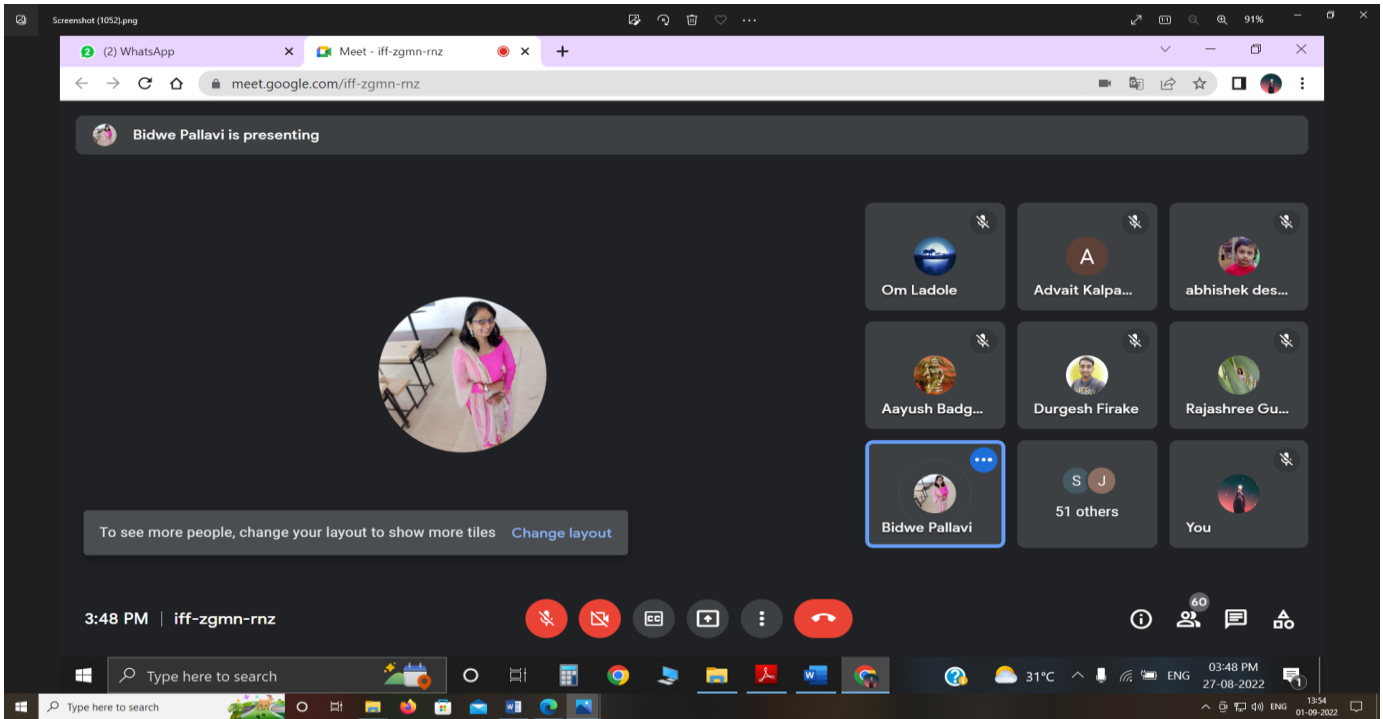 Screenshot (1052).png
91%
2 (2) WhatsApp
Meet - iff-zgmn-rnz
meet.google.com/iff-zgmn-rnz
Bidwe Pallavi is presenting
Om Ladole
A
Advait Kalpa...
abhishek des...
Aayush Badg...
Durgesh Firake
Rajashree Gu...
Bidwe Pallavi
S J
51 others
You
To see more people, change your layout to show more tiles Change layout
3:48 PM | iff-zgmn-rnz
CC
60
Type here to search
31°C ENG
03:48 PM
27-08-2022
1
Type here to search
ENG
13:54
01-09-2022